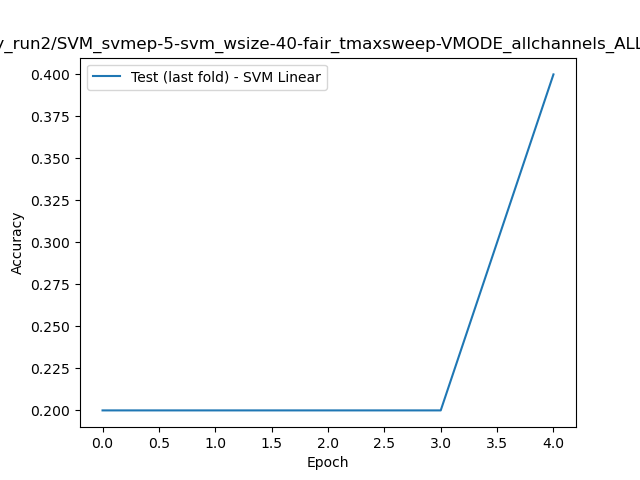 y_run2/SVM_svmep-5-svm_wsize-40-fair_tmaxsweep-VMODE_allchannels_ALL
Test (last fold) - SVM Linear
0.400
0.375
0.350
0.325
0.300
0.275
0.250
0.225
0.200
Accuracy
0.0 0.5 1.0 1.5 2.0 2.5 3.0 3.5 4.0
Epoch